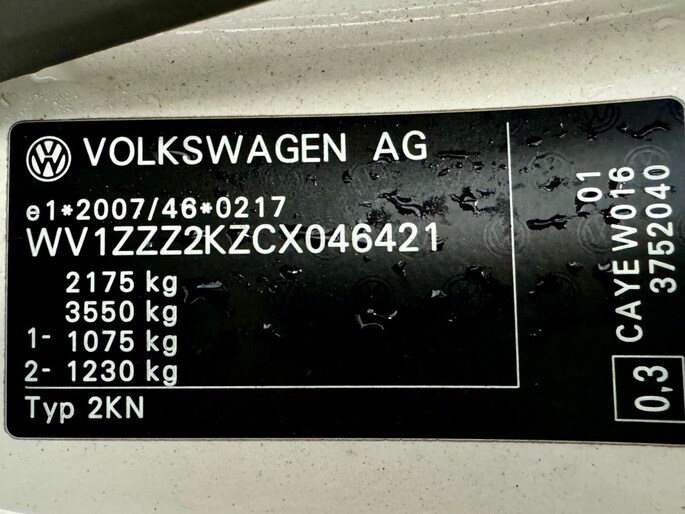 VOLKSWAGEN AG
e1*2007/46*0217
WV1ZZZ2KZCX046421
2175 kg
3550 kg
1- 1075 kg
2- 1230 kg
Typ 2KN
01
CAYE W016
3752040
0,3